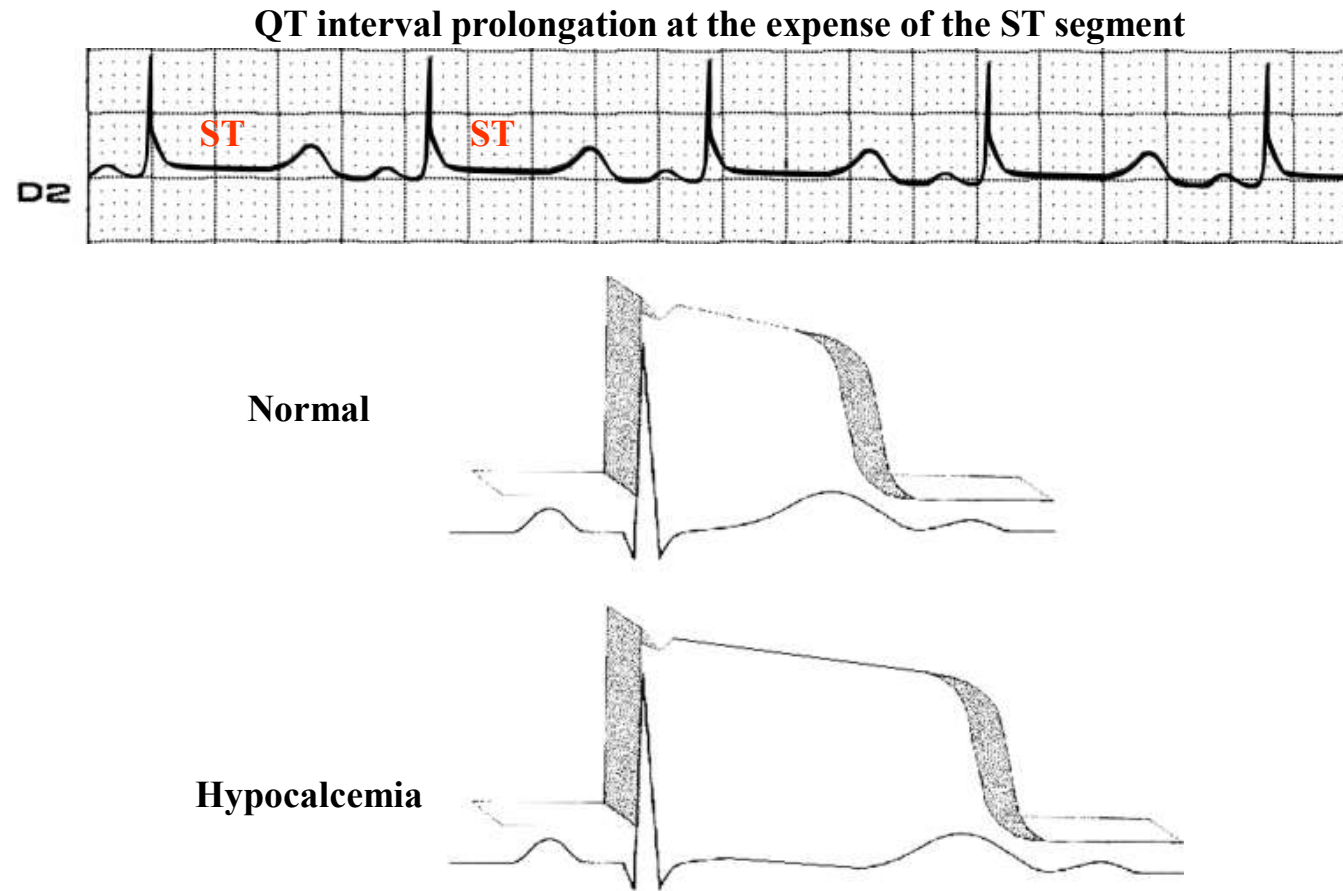 QT interval prolongation at the expense of the ST segment
ST ST
D2
Normal
Hypocalcemia